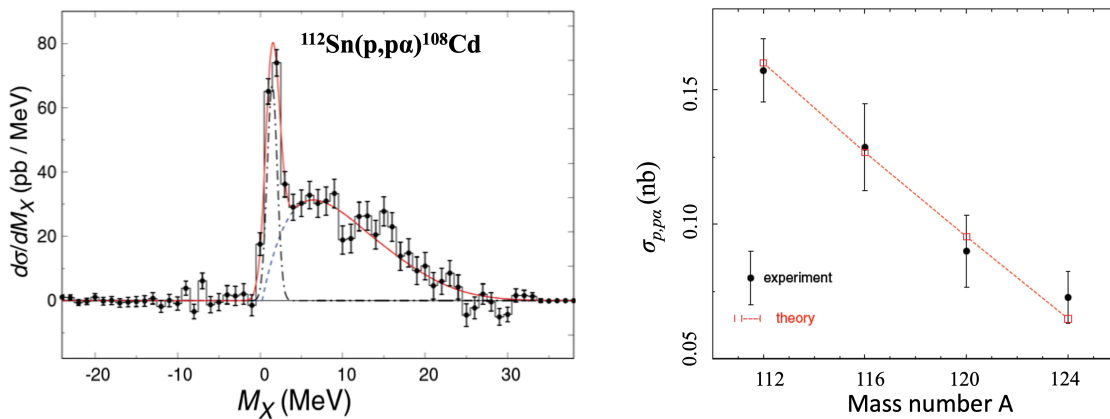 ¹¹²Sn(p,pα)¹⁰⁸Cd
80
60
40
20
0
-20 -10 0 10 20 30
dσ/dM_X (pb / MeV)
M_X (MeV)
0.15
0.10
0.05
112 116 120 124
σ_p,pα (nb)
experiment
theory
Mass number A